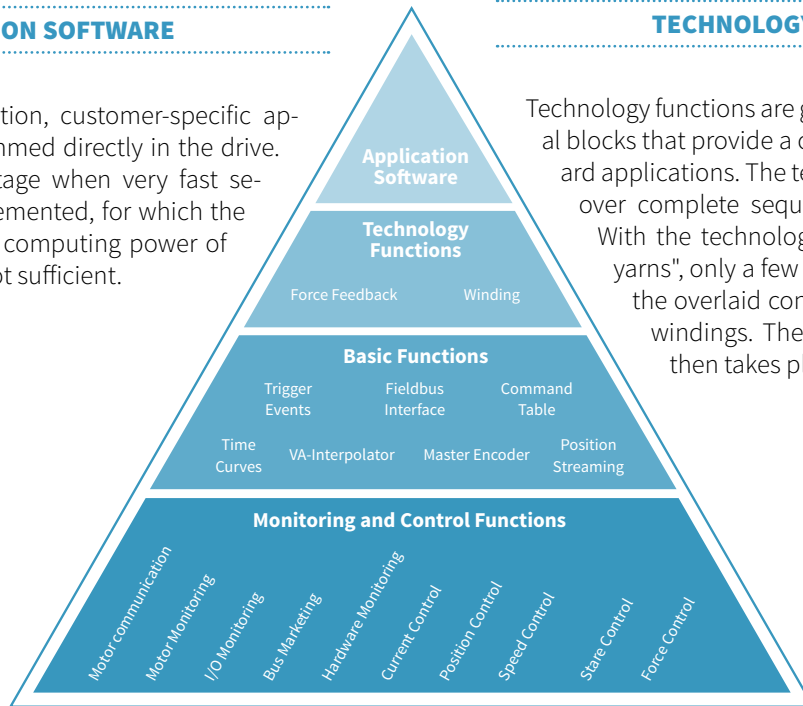 ON SOFTWARE
tion, customer-specific ap-
nmed directly in the drive.
tage when very fast se-
emented, for which the
computing power of
ot sufficient.
TECHNOLOGY
Technology functions are g
al blocks that provide a c
ard applications. The te
over complete sequ
With the technolog
yarns", only a few
the overlaid con
windings. The
then takes pl
Application
Software
Technology
Functions
Force Feedback
Winding
Basic Functions
Trigger
Events
Fieldbus
Interface
Command
Table
Time
Curves
VA-Interpolator
Master Encoder
Position
Streaming
Monitoring and Control Functions
Motor communication
Motor Monitoring
I/O Monitoring
Bus Marketing
Hardware Monitoring
Current Control
Position Control
Speed Control
Stare Control
Force Control